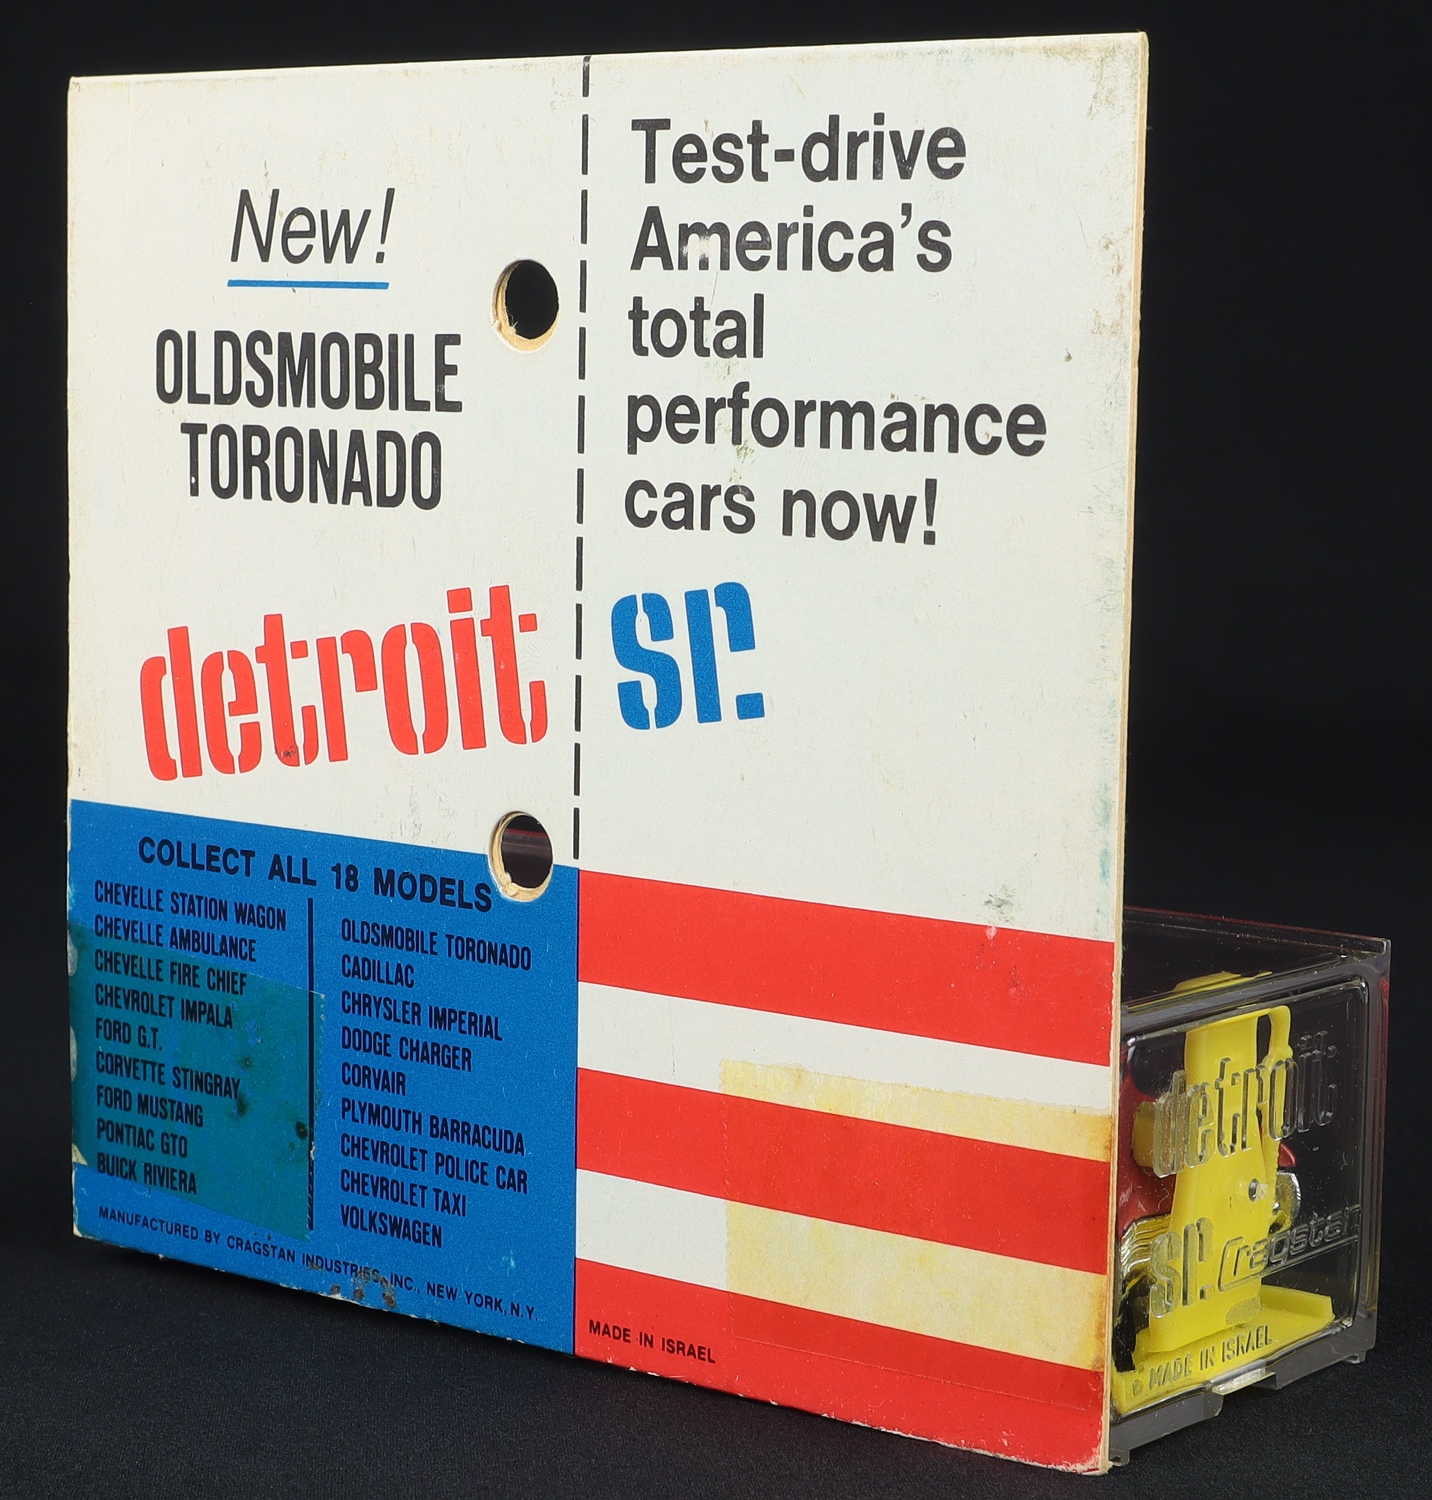 New!
OLDSMOBILE
TORONADO
Test-drive
America's
total
performance
cars now!
detroit sr.
COLLECT ALL 18 MODELS
CHEVELLE STATION WAGON
CHEVELLE AMBULANCE
CHEVELLE FIRE CHIEF
CHEVROLET IMPALA
FORD G.T.
CORVETTE STINGRAY
FORD MUSTANG
PONTIAC GTO
BUICK RIVIERA
OLDSMOBILE TORONADO
CADILLAC
CHRYSLER IMPERIAL
DODGE CHARGER
CORVAIR
PLYMOUTH BARRACUDA
CHEVROLET POLICE CAR
CHEVROLET TAXI
VOLKSWAGEN
MANUFACTURED BY CRAGSTAN INDUSTRIES, INC., NEW YORK, N.Y.
MADE IN ISRAEL
detroit
sr. Cragstan
© MADE IN ISRAEL